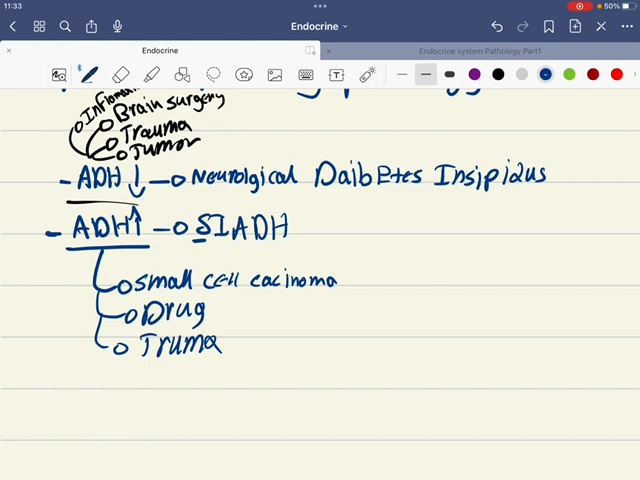 11:33
50%
Endocrine
Endocrine
Endocrine system Pathology Part1
Brain surgery
Trauma
Tumor
- ADH ↓ — Neurolgical Daibetes Insipidus
- ADH ↑ — SIADH
small cell cacinoma
Drug
Truma